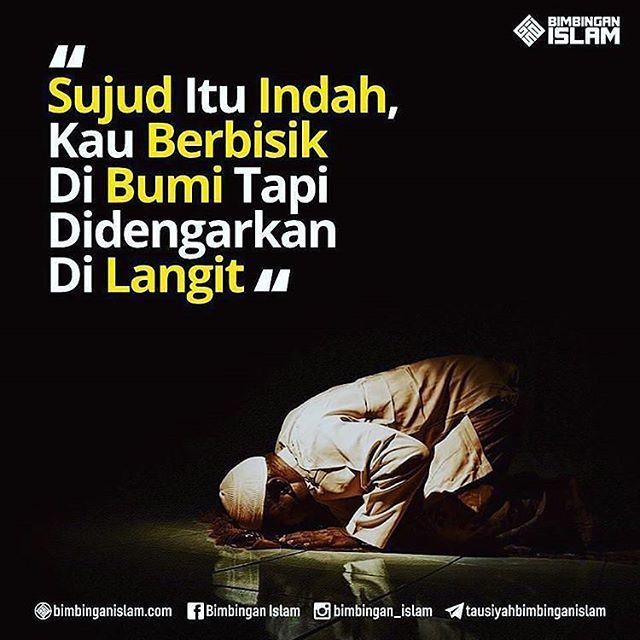 BIMBINGAN
ISLAM
"
Sujud Itu Indah,
Kau Berbisik
Di Bumi Tapi
Didengarkan
Di Langit "
bimbinganislam.com Bimbingan Islam bimbingan_islam tausiyahbimbinganislam